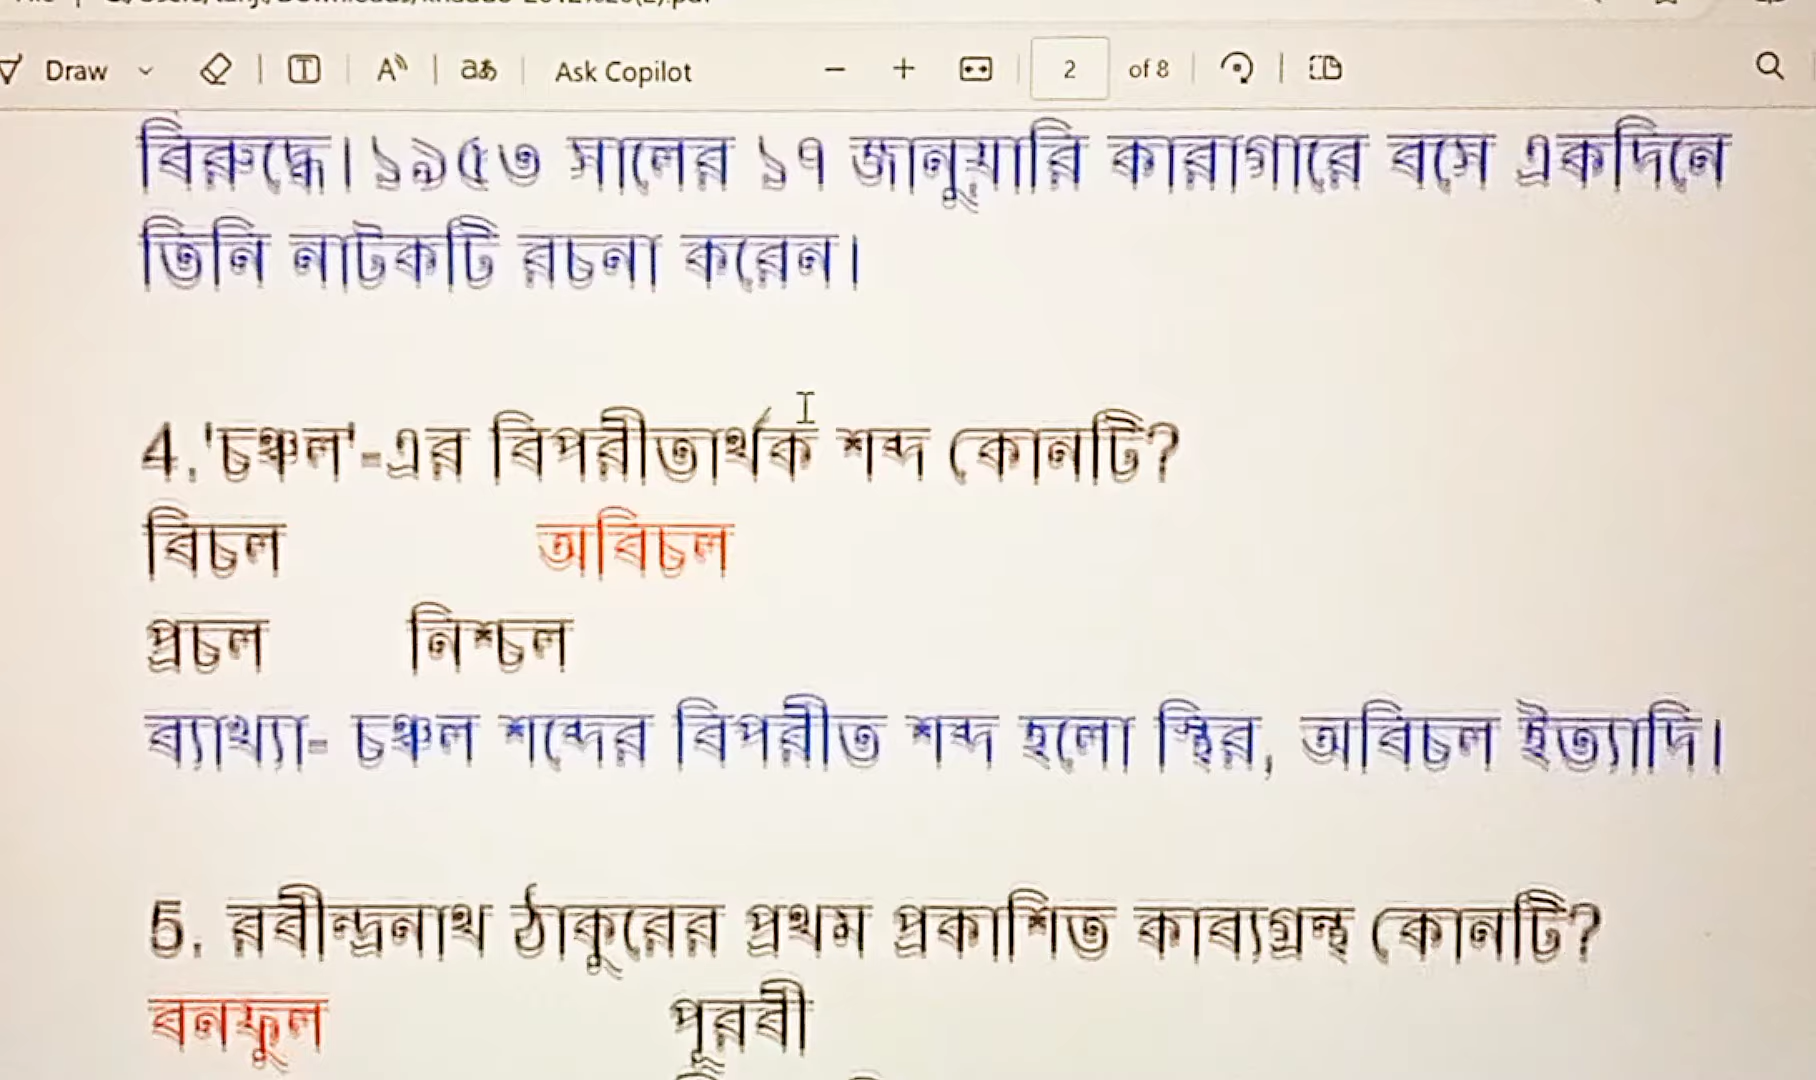 Draw Ask Copilot 2 of 8
বিরুদ্ধে। ১৯৫৩ সালের ১৭ জানুয়ারি কারাগারে বসে একদিনে
তিনি নাটকটি রচনা করেন।
4.'চঞ্চল'-এর বিপরীতার্থক শব্দ কোনটি?
বিচল অবিচল
প্রচল নিশ্চল
ব্যাখ্যা- চঞ্চল শব্দের বিপরীত শব্দ হলো স্থির, অবিচল ইত্যাদি।
5. রবীন্দ্রনাথ ঠাকুরের প্রথম প্রকাশিত কাব্যগ্রন্থ কোনটি?
বনফুল পূরবী